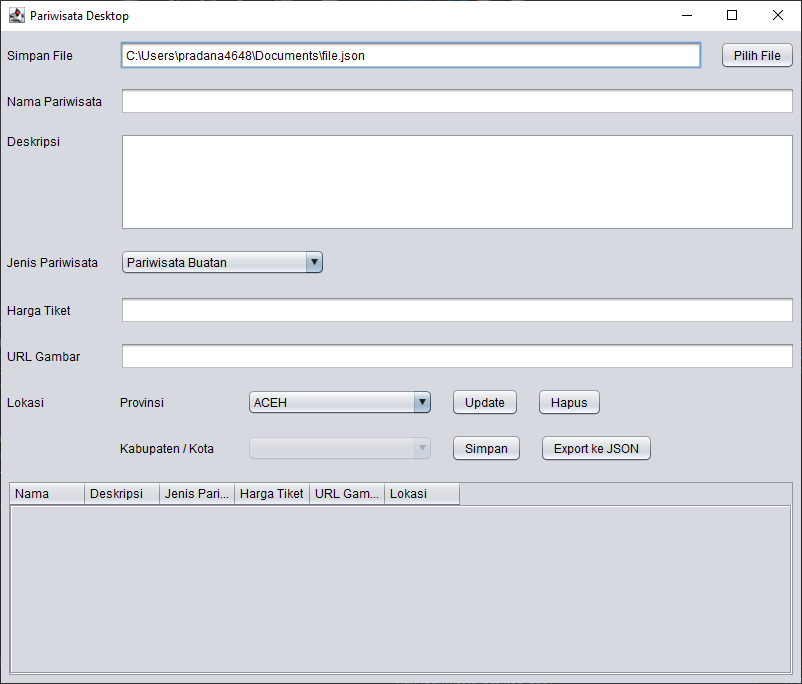 Pariwisata Desktop
Simpan File C:\Users\pradana4648\Documents\file.json Pilih File
Nama Pariwisata
Deskripsi
Jenis Pariwisata Pariwisata Buatan
Harga Tiket
URL Gambar
Lokasi Provinsi ACEH Update Hapus
Kabupaten / Kota Simpan Export ke JSON
Nama Deskripsi Jenis Pari... Harga Tiket URL Gam... Lokasi